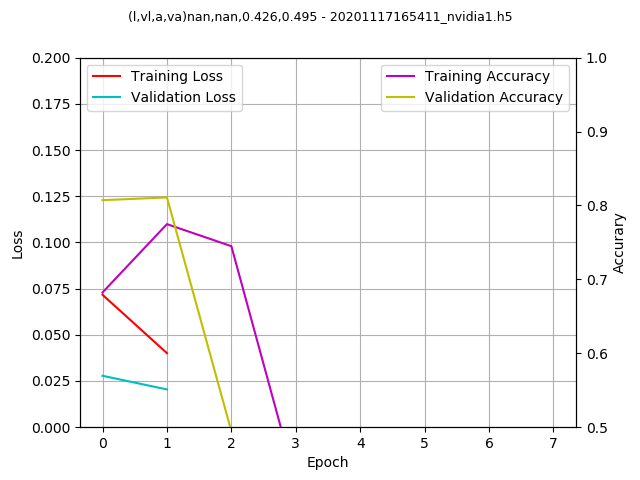 (l,vl,a,va)nan,nan,0.426,0.495 - 20201117165411_nvidia1.h5
Training Loss
Validation Loss
Training Accuracy
Validation Accuracy
0.200
0.175
0.150
0.125
0.100
0.075
0.050
0.025
0.000
Loss
1.0
0.9
0.8
0.7
0.6
0.5
Accurary
0 1 2 3 4 5 6 7
Epoch